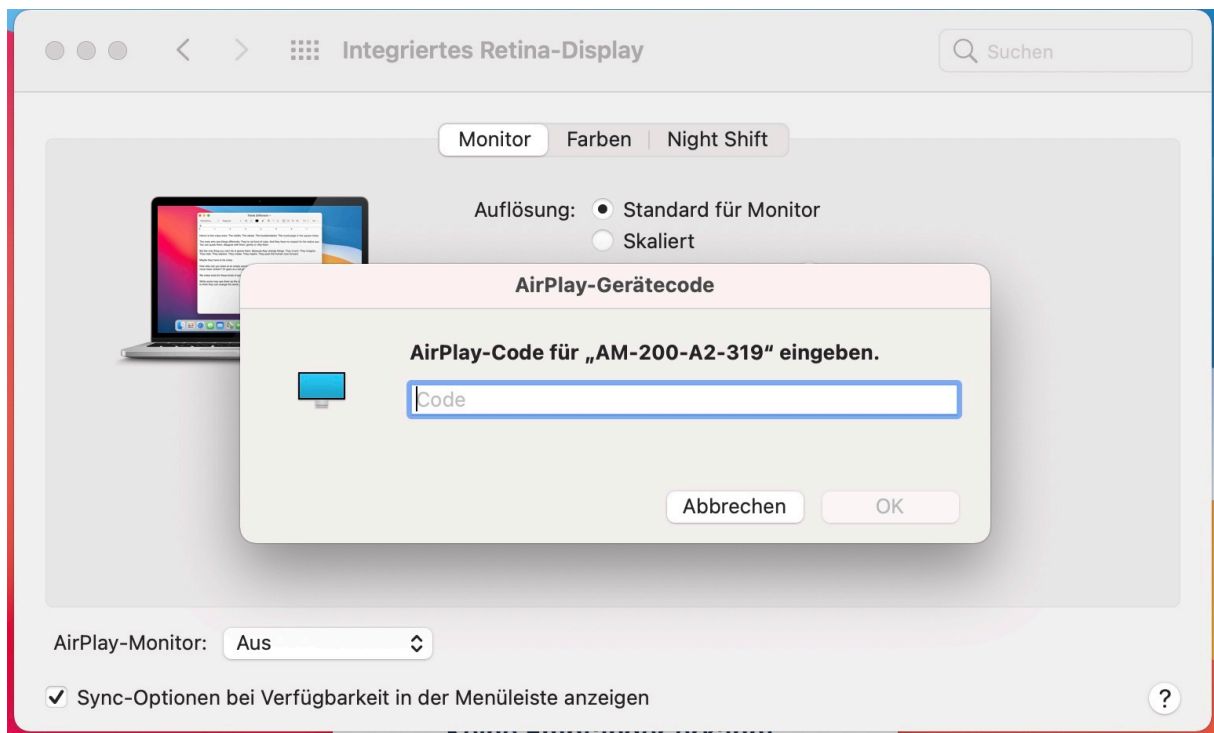 Integriertes Retina-Display
Suchen
Monitor
Farben
Night Shift
Auflösung:
Standard für Monitor
Skaliert
AirPlay-Gerätecode
AirPlay-Code für „AM-200-A2-319“ eingeben.
Code
Abbrechen
OK
AirPlay-Monitor:
Aus
Sync-Optionen bei Verfügbarkeit in der Menüleiste anzeigen
?